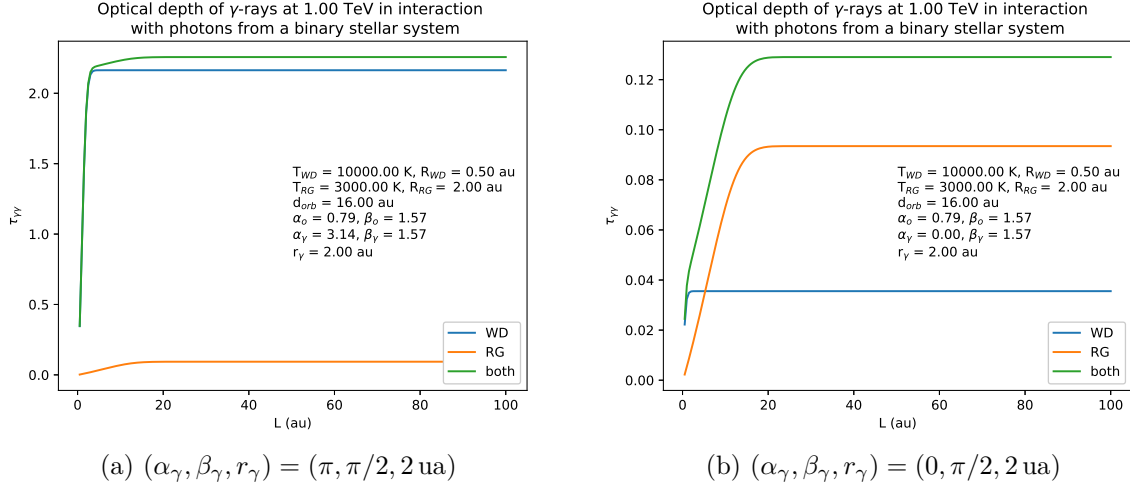 Optical depth of γ-rays at 1.00 TeV in interaction
with photons from a binary stellar system
τγγ
2.0
1.5
1.0
0.5
0.0
T_WD = 10000.00 K, R_WD = 0.50 au
T_RG = 3000.00 K, R_RG = 2.00 au
d_orb = 16.00 au
α_o = 0.79, β_o = 1.57
α_γ = 3.14, β_γ = 1.57
r_γ = 2.00 au
WD
RG
both
0 20 40 60 80 100
L (au)
(a) (α_γ, β_γ, r_γ) = (π, π/2, 2 ua)
Optical depth of γ-rays at 1.00 TeV in interaction
with photons from a binary stellar system
τγγ
0.12
0.10
0.08
0.06
0.04
0.02
0.00
T_WD = 10000.00 K, R_WD = 0.50 au
T_RG = 3000.00 K, R_RG = 2.00 au
d_orb = 16.00 au
α_o = 0.79, β_o = 1.57
α_γ = 0.00, β_γ = 1.57
r_γ = 2.00 au
WD
RG
both
0 20 40 60 80 100
L (au)
(b) (α_γ, β_γ, r_γ) = (0, π/2, 2 ua)